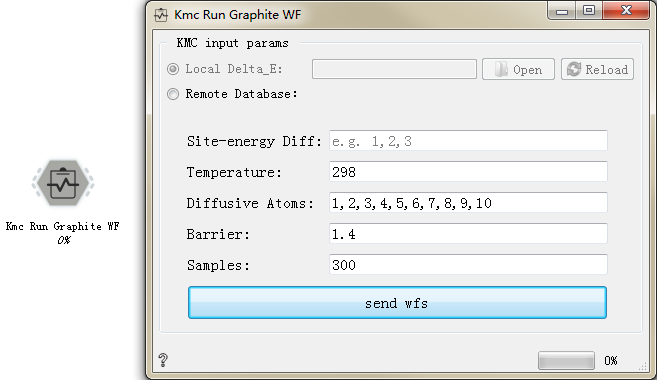 Kmc Run Graphite WF
KMC input params
Local Delta_E:
Open
Reload
Remote Database:
Site-energy Diff: e.g. 1,2,3
Temperature: 298
Diffusive Atoms: 1,2,3,4,5,6,7,8,9,10
Barrier: 1.4
Samples: 300
send wfs
? 0%
Kmc Run Graphite WF
0%